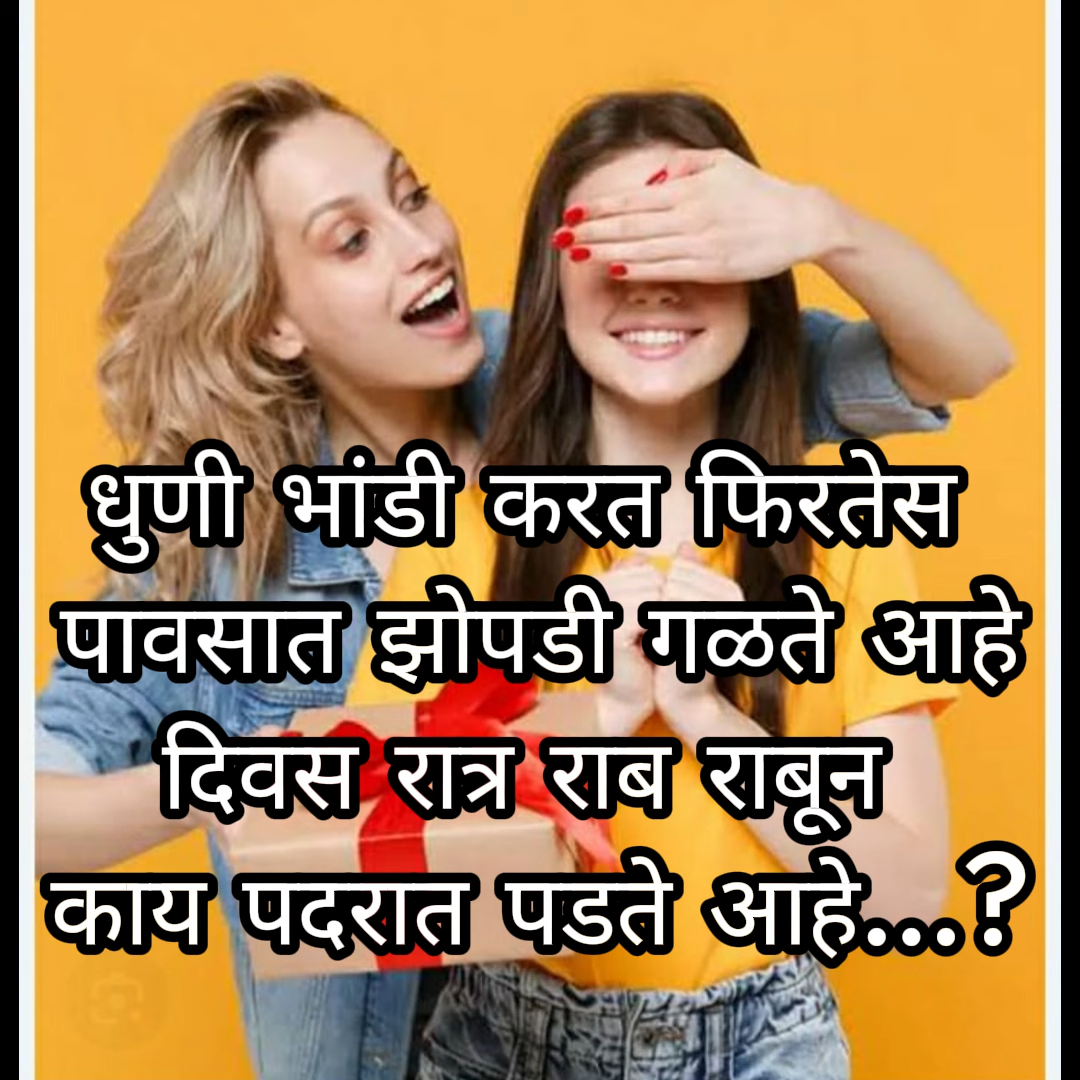 धुणी भांडी करत फिरतेस
पावसात झोपडी गळते आहे
दिवस रात्र राब राबून
काय पदरात पडते आहे...?